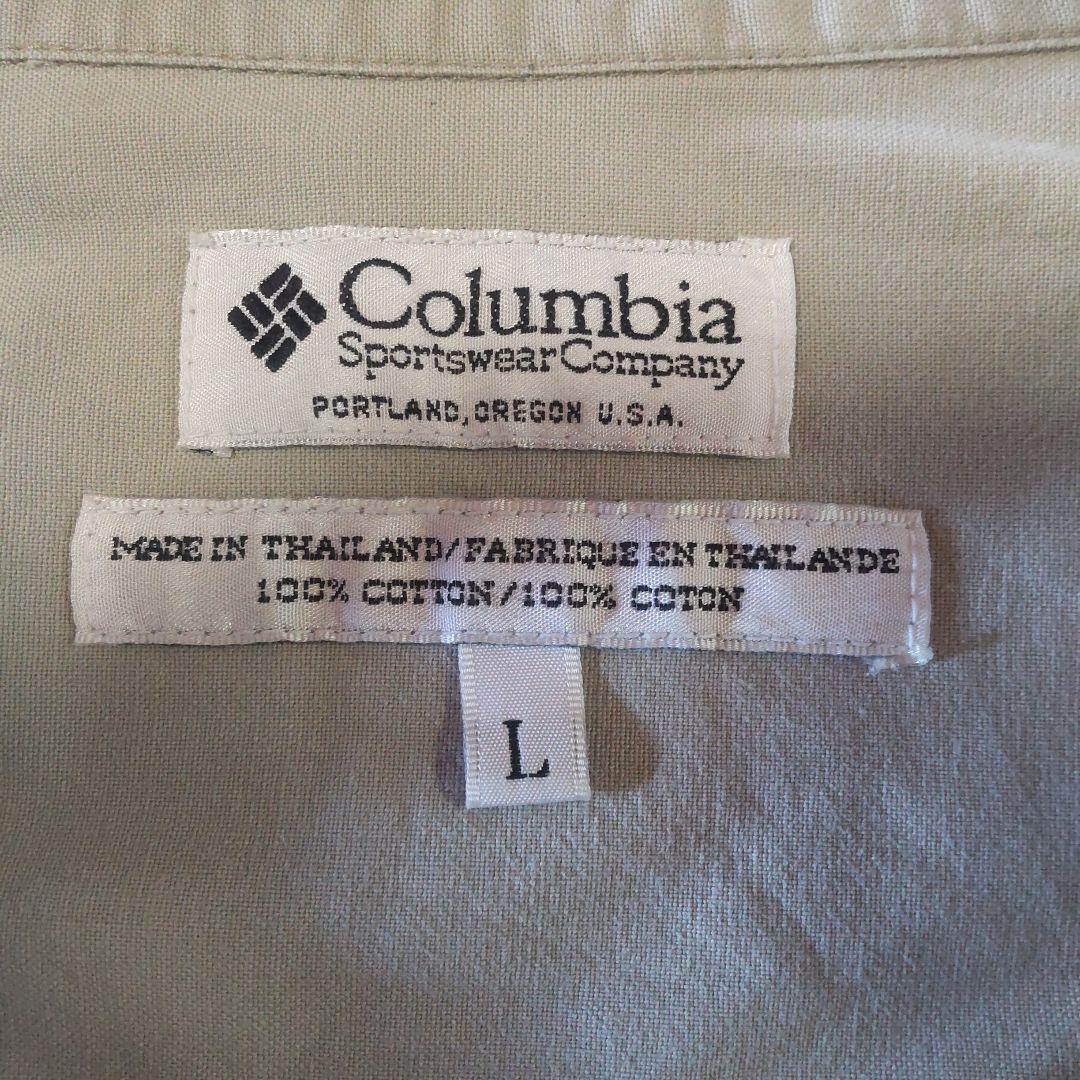 Columbia
Sportswear Company
PORTLAND, OREGON U.S.A.
MADE IN THAILAND/FABRIQUE EN THAILANDE
100% COTTON/100% COTON
L